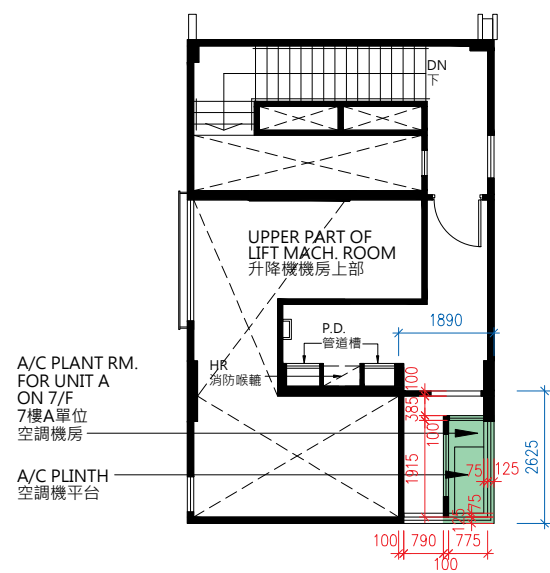 DN
下
UPPER PART OF
LIFT MACH. ROOM
升降機機房上部
P.D.
管道槽
1890
HR
消防喉轆
A/C PLANT RM.
FOR UNIT A
ON 7/F
7樓A單位
空調機房
A/C PLINTH
空調機平台
100
385
100
1915
2625
75
125
75
125
100
790
775
100